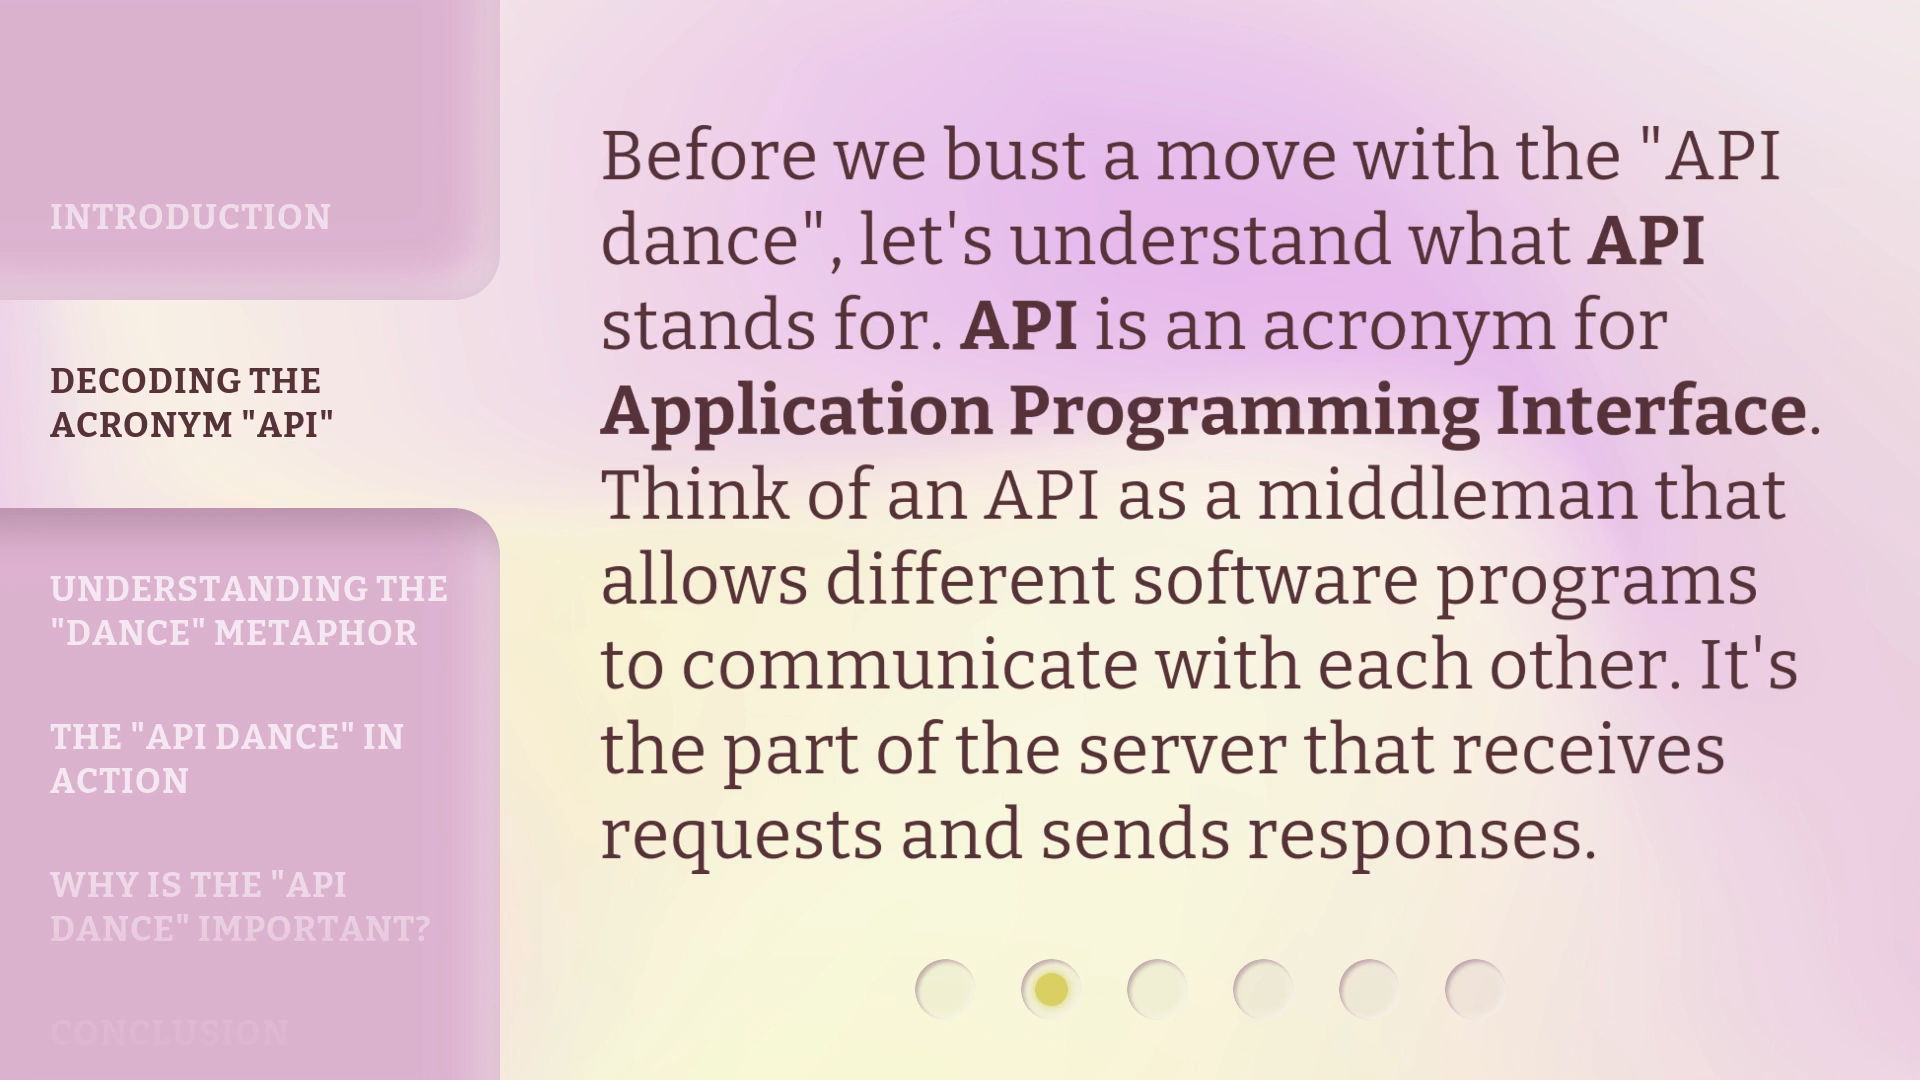 INTRODUCTION
DECODING THE
ACRONYM "API"
UNDERSTANDING THE
"DANCE" METAPHOR
THE "API DANCE" IN
ACTION
WHY IS THE "API
DANCE" IMPORTANT?
CONCLUSION
Before we bust a move with the "API
dance", let's understand what API
stands for. API is an acronym for
Application Programming Interface.
Think of an API as a middleman that
allows different software programs
to communicate with each other. It's
the part of the server that receives
requests and sends responses.